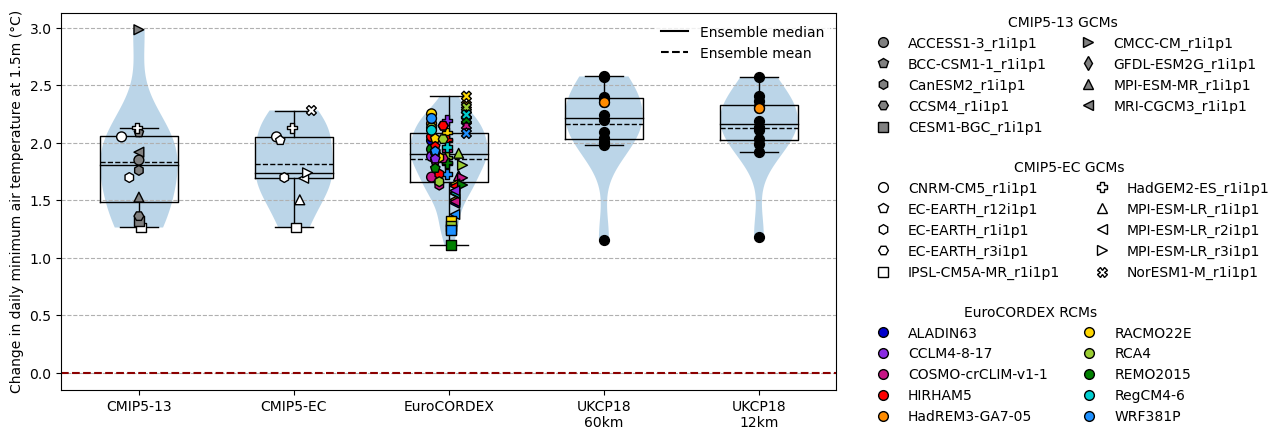 Change in daily minimum air temperature at 1.5m (°C)
3.0
2.5
2.0
1.5
1.0
0.5
0.0
Ensemble median
Ensemble mean
CMIP5-13
CMIP5-EC
EuroCORDEX
UKCP18
60km
UKCP18
12km
CMIP5-13 GCMs
ACCESS1-3_r1i1p1
BCC-CSM1-1_r1i1p1
CanESM2_r1i1p1
CCSM4_r1i1p1
CESM1-BGC_r1i1p1
CMCC-CM_r1i1p1
GFDL-ESM2G_r1i1p1
MPI-ESM-MR_r1i1p1
MRI-CGCM3_r1i1p1
CMIP5-EC GCMs
CNRM-CM5_r1i1p1
EC-EARTH_r12i1p1
EC-EARTH_r1i1p1
EC-EARTH_r3i1p1
IPSL-CM5A-MR_r1i1p1
HadGEM2-ES_r1i1p1
MPI-ESM-LR_r1i1p1
MPI-ESM-LR_r2i1p1
MPI-ESM-LR_r3i1p1
NorESM1-M_r1i1p1
EuroCORDEX RCMs
ALADIN63
CCLM4-8-17
COSMO-crCLIM-v1-1
HIRHAM5
HadREM3-GA7-05
RACMO22E
RCA4
REMO2015
RegCM4-6
WRF381P